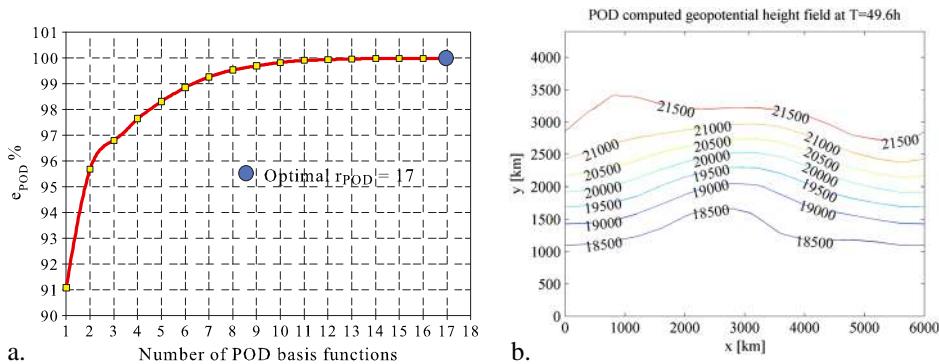 100
99
98
97
96
95
94
93
92
91
90
e_POD %
Optimal r_POD = 17
1 2 3 4 5 6 7 8 9 10 11 12 13 14 15 16 17 18
Number of POD basis functions
a.
POD computed geopotential height field at T=49.6h
4000
3500
3000
2500
2000
1500
1000
500
0
y [km]
21500 21500 21500
21000 21000 21000
20500 20500 20500
20000 20000 20000
19500 19500 19500
19000 19000 19000
18500 18500 18500
0 1000 2000 3000 4000 5000 6000
x [km]
b.